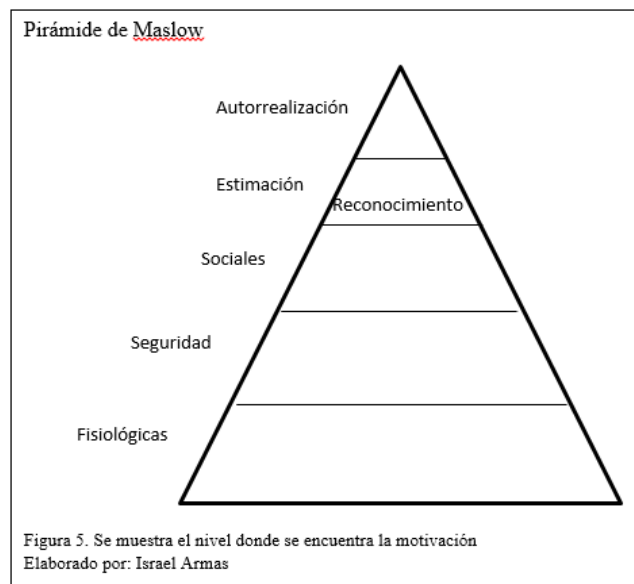 Pirámide de Maslow
Autorrealización
Estimación
Reconocimiento
Sociales
Seguridad
Fisiológicas
Figura 5. Se muestra el nivel donde se encuentra la motivación
Elaborado por: Israel Armas